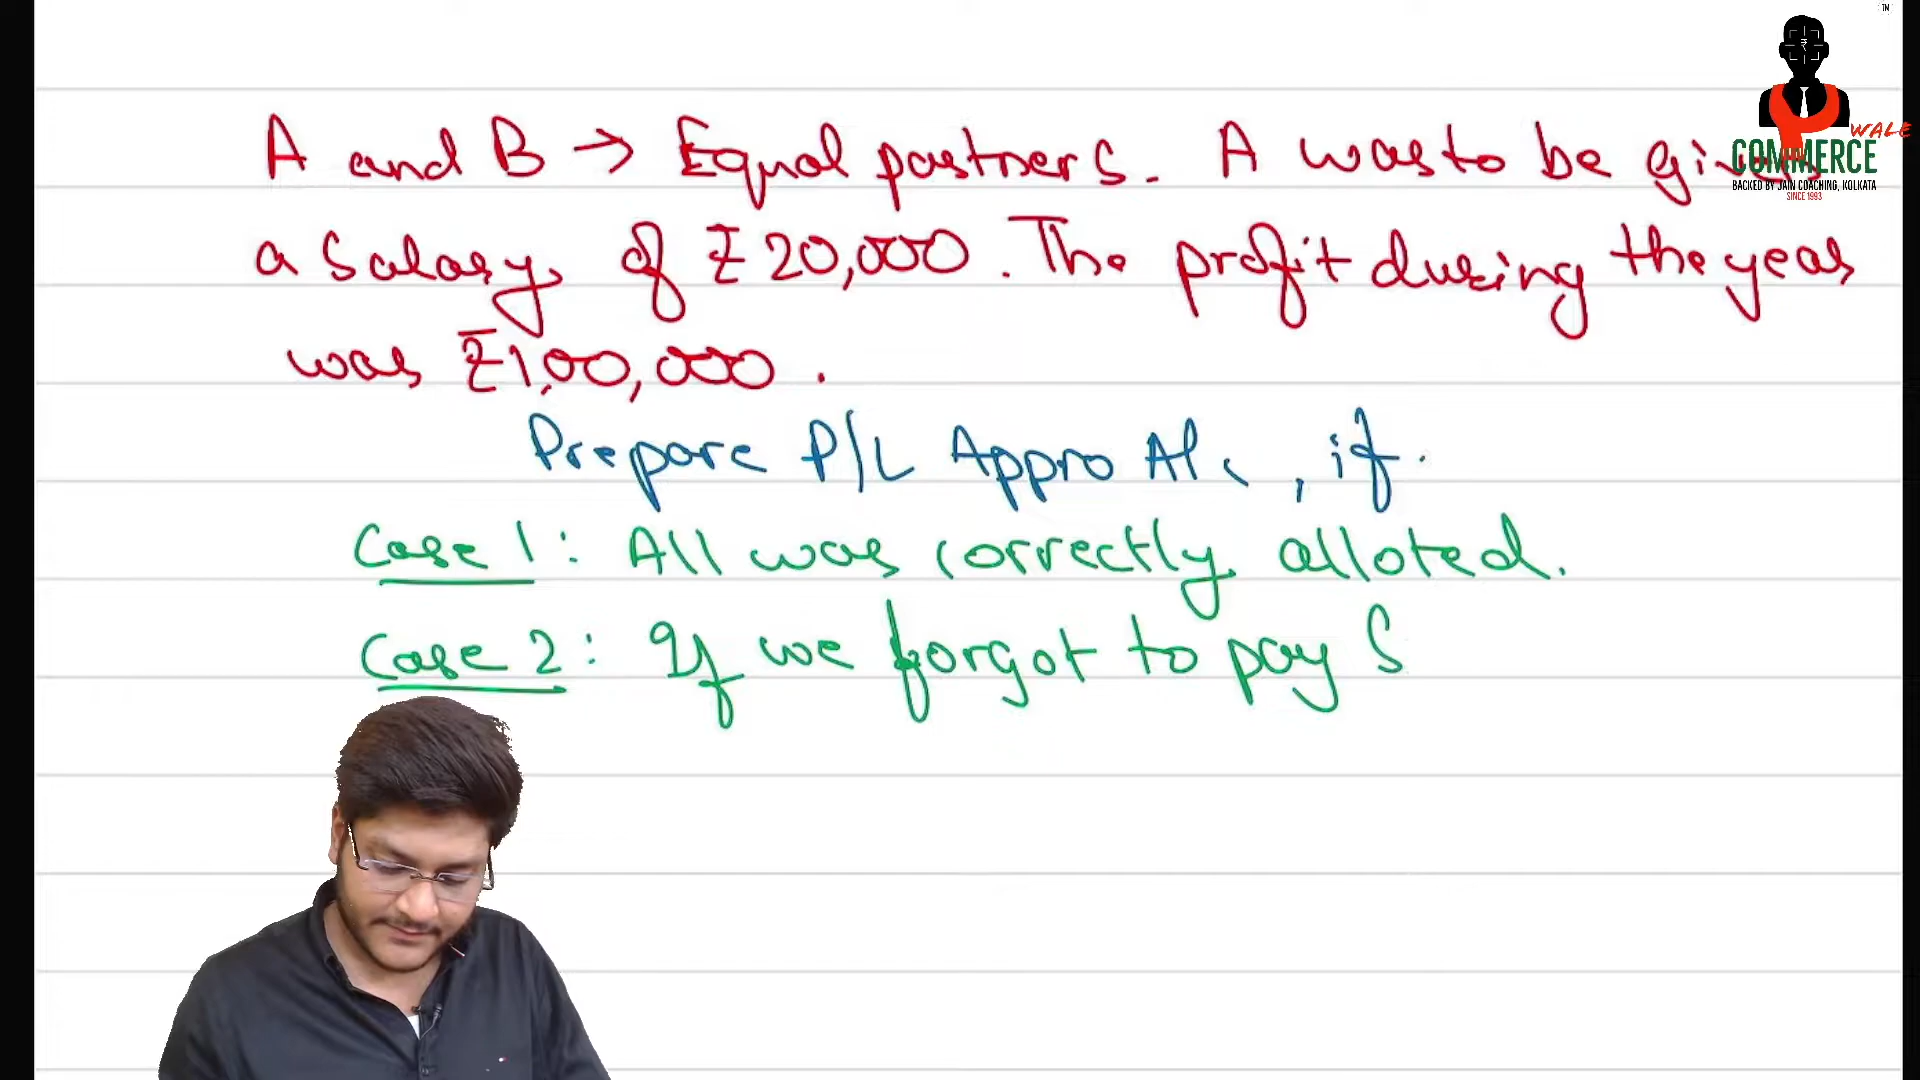 A and B → Equal partners. A was to be given
a Salary of ₹20,000. The profit during the year
was ₹1,00,000.
Prepare P/L Appro A/c, if.
Case 1: All was correctly alloted.
Case 2: If we forgot to pay S
WALE
COMMERCE
BACKED BY JAIN COACHING, KOLKATA
SINCE 1993
TM